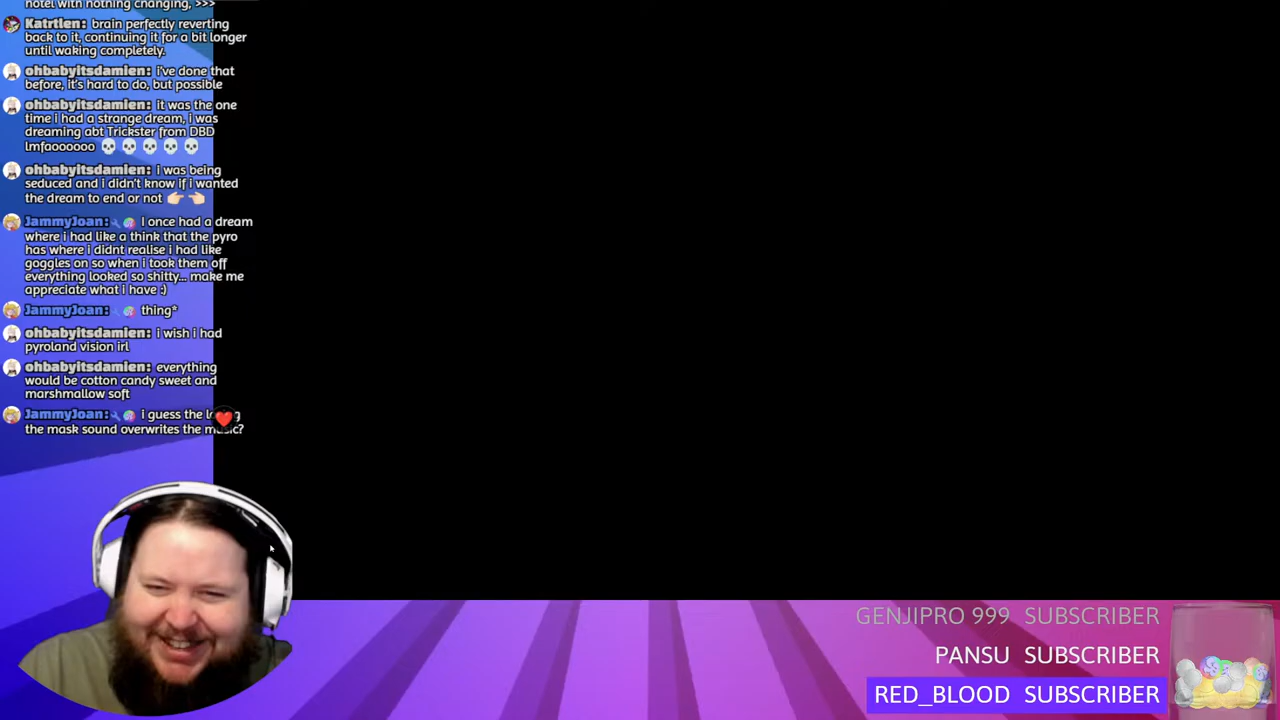 notel with nothing changing, >>>
Katrtlen: brain perfectly reverting
back to it, continuing it for a bit longer
until waking completely.
ohbabyitsdamien: i've done that
before, it's hard to do, but possible
ohbabyitsdamien: it was the one
time i had a strange dream, i was
dreaming abt Trickster from DBD
lmfaoooooo 💀 💀 💀 💀 💀
ohbabyitsdamien: i was being
seduced and i didn't know if i wanted
the dream to end or not 👉🏻 👈🏻
JammyJoan: I once had a dream
where i had like a think that the pyro
has where i didnt realise i had like
goggles on so when i took them off
everything looked so shitty... make me
appreciate what i have :)
JammyJoan: thing*
ohbabyitsdamien: i wish i had
pyroland vision irl
ohbabyitsdamien: everything
would be cotton candy sweet and
marshmallow soft
JammyJoan: i guess the
the mask sound overwrites the music?
GENJIPRO 999 SUBSCRIBER
PANSU SUBSCRIBER
RED_BLOOD SUBSCRIBER